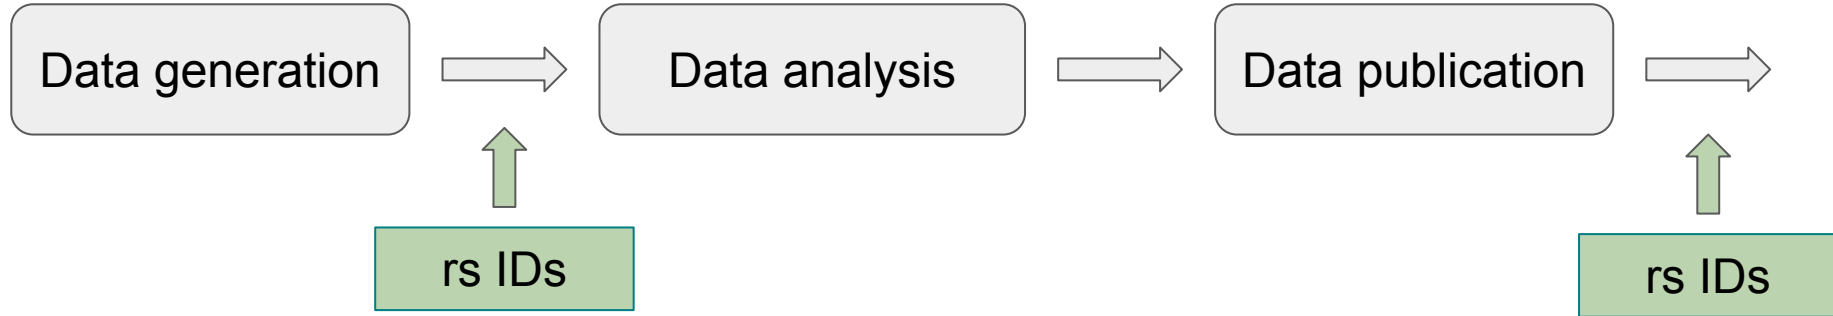 Data generation
Data analysis
Data publication
rs IDs
rs IDs